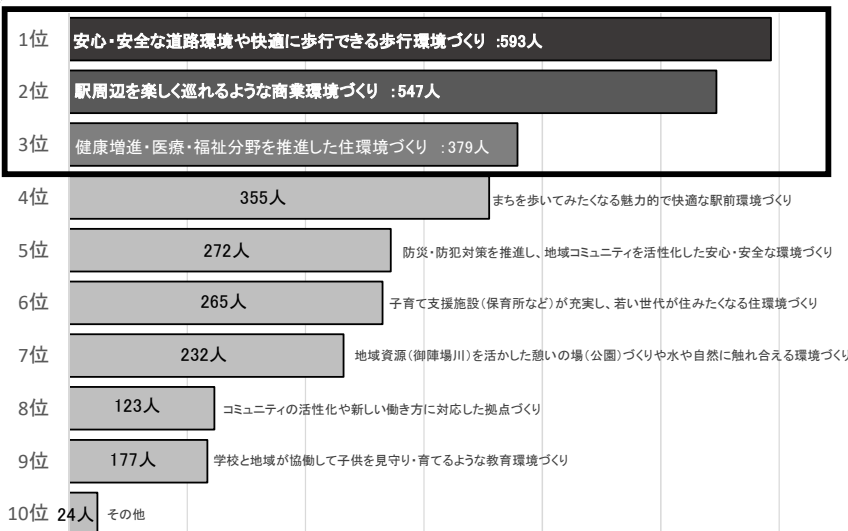 1位 安心・安全な道路環境や快適に歩行できる歩行環境づくり :593人
2位 駅周辺を楽しく巡れるような商業環境づくり :547人
3位 健康増進・医療・福祉分野を推進した住環境づくり :379人
4位 355人 まちを歩いてみたくなる魅力的で快適な駅前環境づくり
5位 272人 防災・防犯対策を推進し、地域コミュニティを活性化した安心・安全な環境づくり
6位 265人 子育て支援施設(保育所など)が充実し、若い世代が住みたくなる住環境づくり
7位 232人 地域資源(御陣場川)を活かした憩いの場(公園)づくりや水や自然に触れ合える環境づくり
8位 123人 コミュニティの活性化や新しい働き方に対応した拠点づくり
9位 177人 学校と地域が協働して子供を見守り・育てるような教育環境づくり
10位 24人 その他